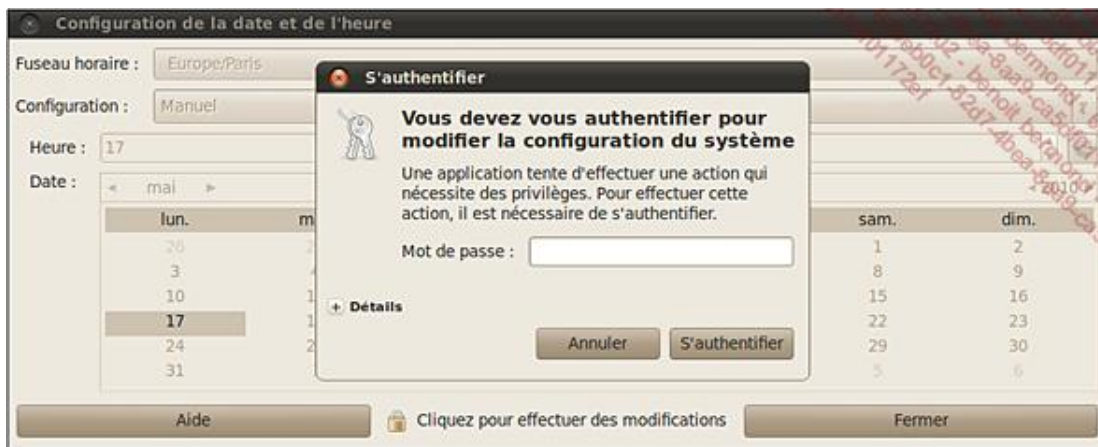 Configuration de la date et de l'heure
Fuseau horaire : Europe/Paris
Configuration : Manuel
S'authentifier
Vous devez vous authentifier pour
modifier la configuration du système
Une application tente d'effectuer une action qui
nécessite des privilèges. Pour effectuer cette
action, il est nécessaire de s'authentifier.
Mot de passe :
+ Détails
Annuler S'authentifier
Heure : 17
Date : mai 2010
lun. sam. dim.
26 1 2
3 8 9
10 15 16
17 22 23
24 29 30
31 5 6
Aide Cliquez pour effectuer des modifications Fermer